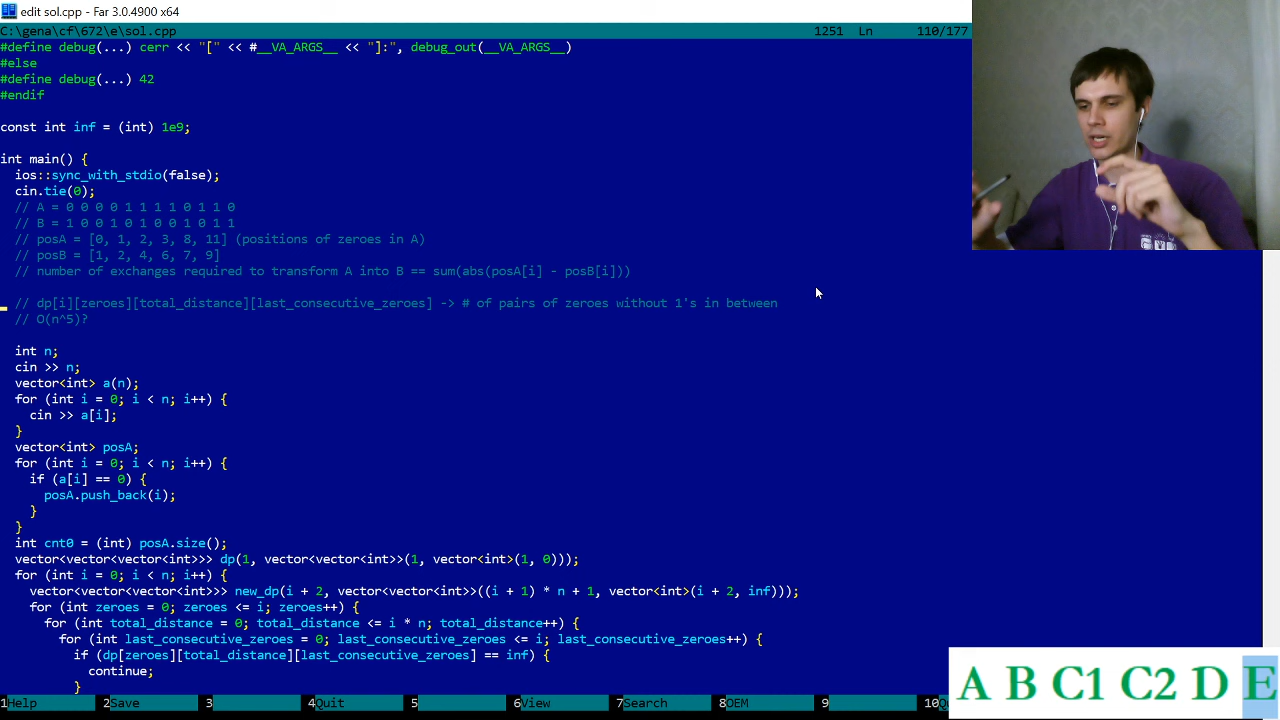 edit sol.cpp - Far 3.0.4900 x64
C:\gena\cf\672\e\sol.cpp 1251 Ln 110/177
#define debug(...) cerr << "[" << #__VA_ARGS__ << "]:", debug_out(__VA_ARGS__)
#else
#define debug(...) 42
#endif
const int inf = (int) 1e9;
int main() {
ios::sync_with_stdio(false);
cin.tie(0);
// A = 0 0 0 0 1 1 1 1 0 1 1 0
// B = 1 0 0 1 0 1 0 0 1 0 1 1
// posA = [0, 1, 2, 3, 8, 11] (positions of zeroes in A)
// posB = [1, 2, 4, 6, 7, 9]
// number of exchanges required to transform A into B == sum(abs(posA[i] - posB[i]))
// dp[i][zeroes][total_distance][last_consecutive_zeroes] -> # of pairs of zeroes without 1's in between
// O(n^5)?
int n;
cin >> n;
vector<int> a(n);
for (int i = 0; i < n; i++) {
cin >> a[i];
}
vector<int> posA;
for (int i = 0; i < n; i++) {
if (a[i] == 0) {
posA.push_back(i);
}
}
int cnt0 = (int) posA.size();
vector<vector<vector<int>>> dp(1, vector<vector<int>>(1, vector<int>(1, 0)));
for (int i = 0; i < n; i++) {
vector<vector<vector<int>>> new_dp(i + 2, vector<vector<int>>((i + 1) * n + 1, vector<int>(i + 2, inf)));
for (int zeroes = 0; zeroes <= i; zeroes++) {
for (int total_distance = 0; total_distance <= i * n; total_distance++) {
for (int last_consecutive_zeroes = 0; last_consecutive_zeroes <= i; last_consecutive_zeroes++) {
if (dp[zeroes][total_distance][last_consecutive_zeroes] == inf) {
continue;
}
A B C1 C2 D E
1Help 2Save 3 4Quit 5 6View 7Search 8OEM 9 10